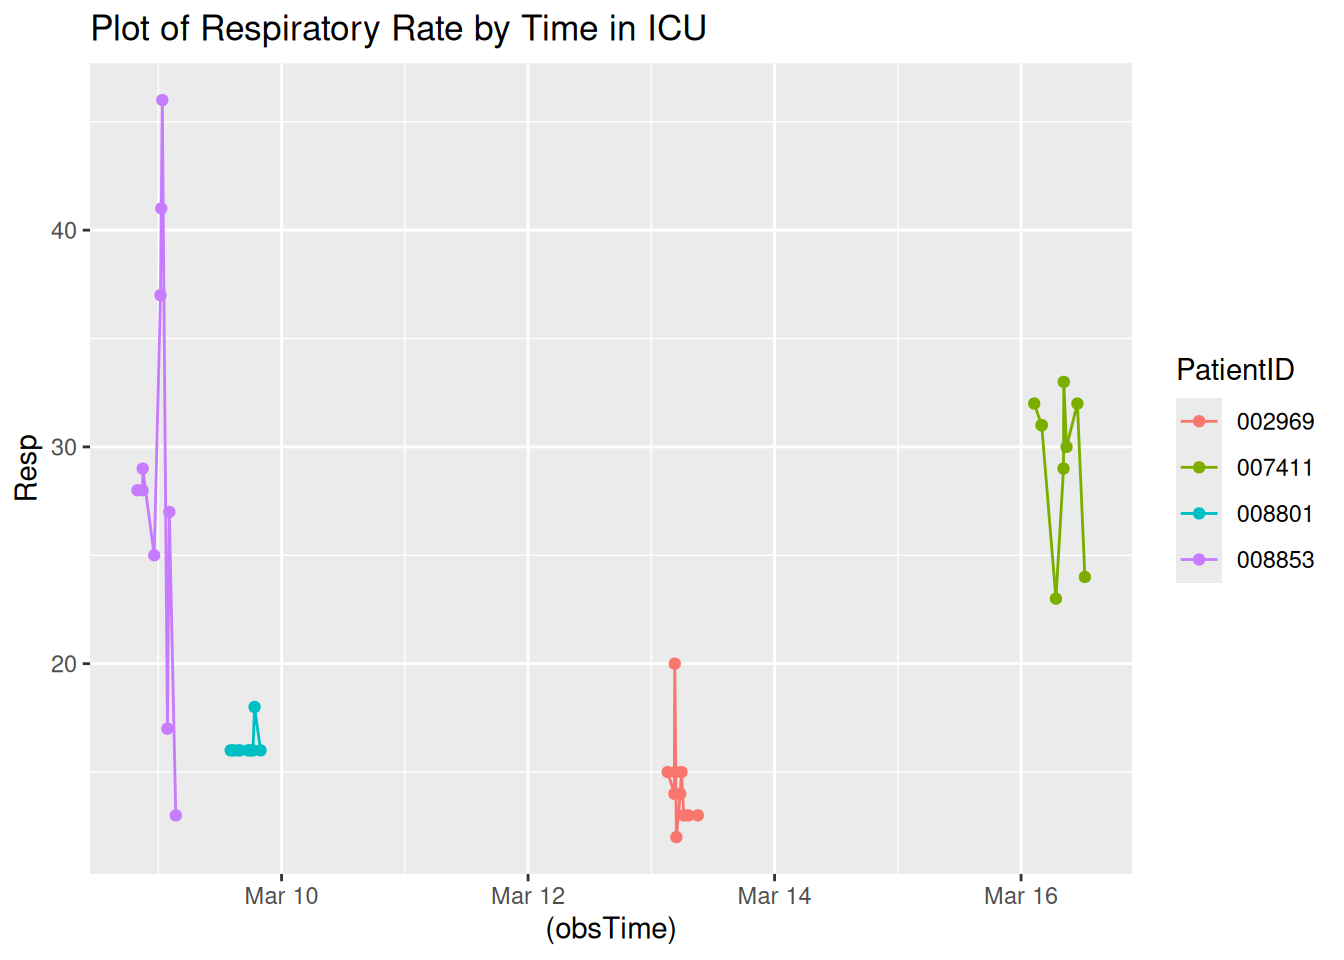 Plot of Respiratory Rate by Time in ICU
Resp
40
30
20
Mar 10
Mar 12
Mar 14
Mar 16
(obsTime)
PatientID
002969
007411
008801
008853